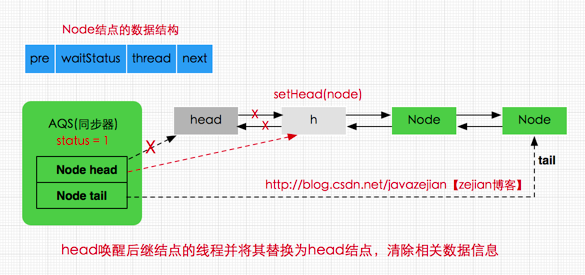 Node结点的数据结构
pre waitStatus thread next
setHead(node)
AQS(同步器)
status = 1
head x x h Node Node
x
Node head
Node tail
tail
http://blog.csdn.net/javazejian【zejian博客】
head唤醒后继结点的线程并将其替换为head结点，清除相关数据信息